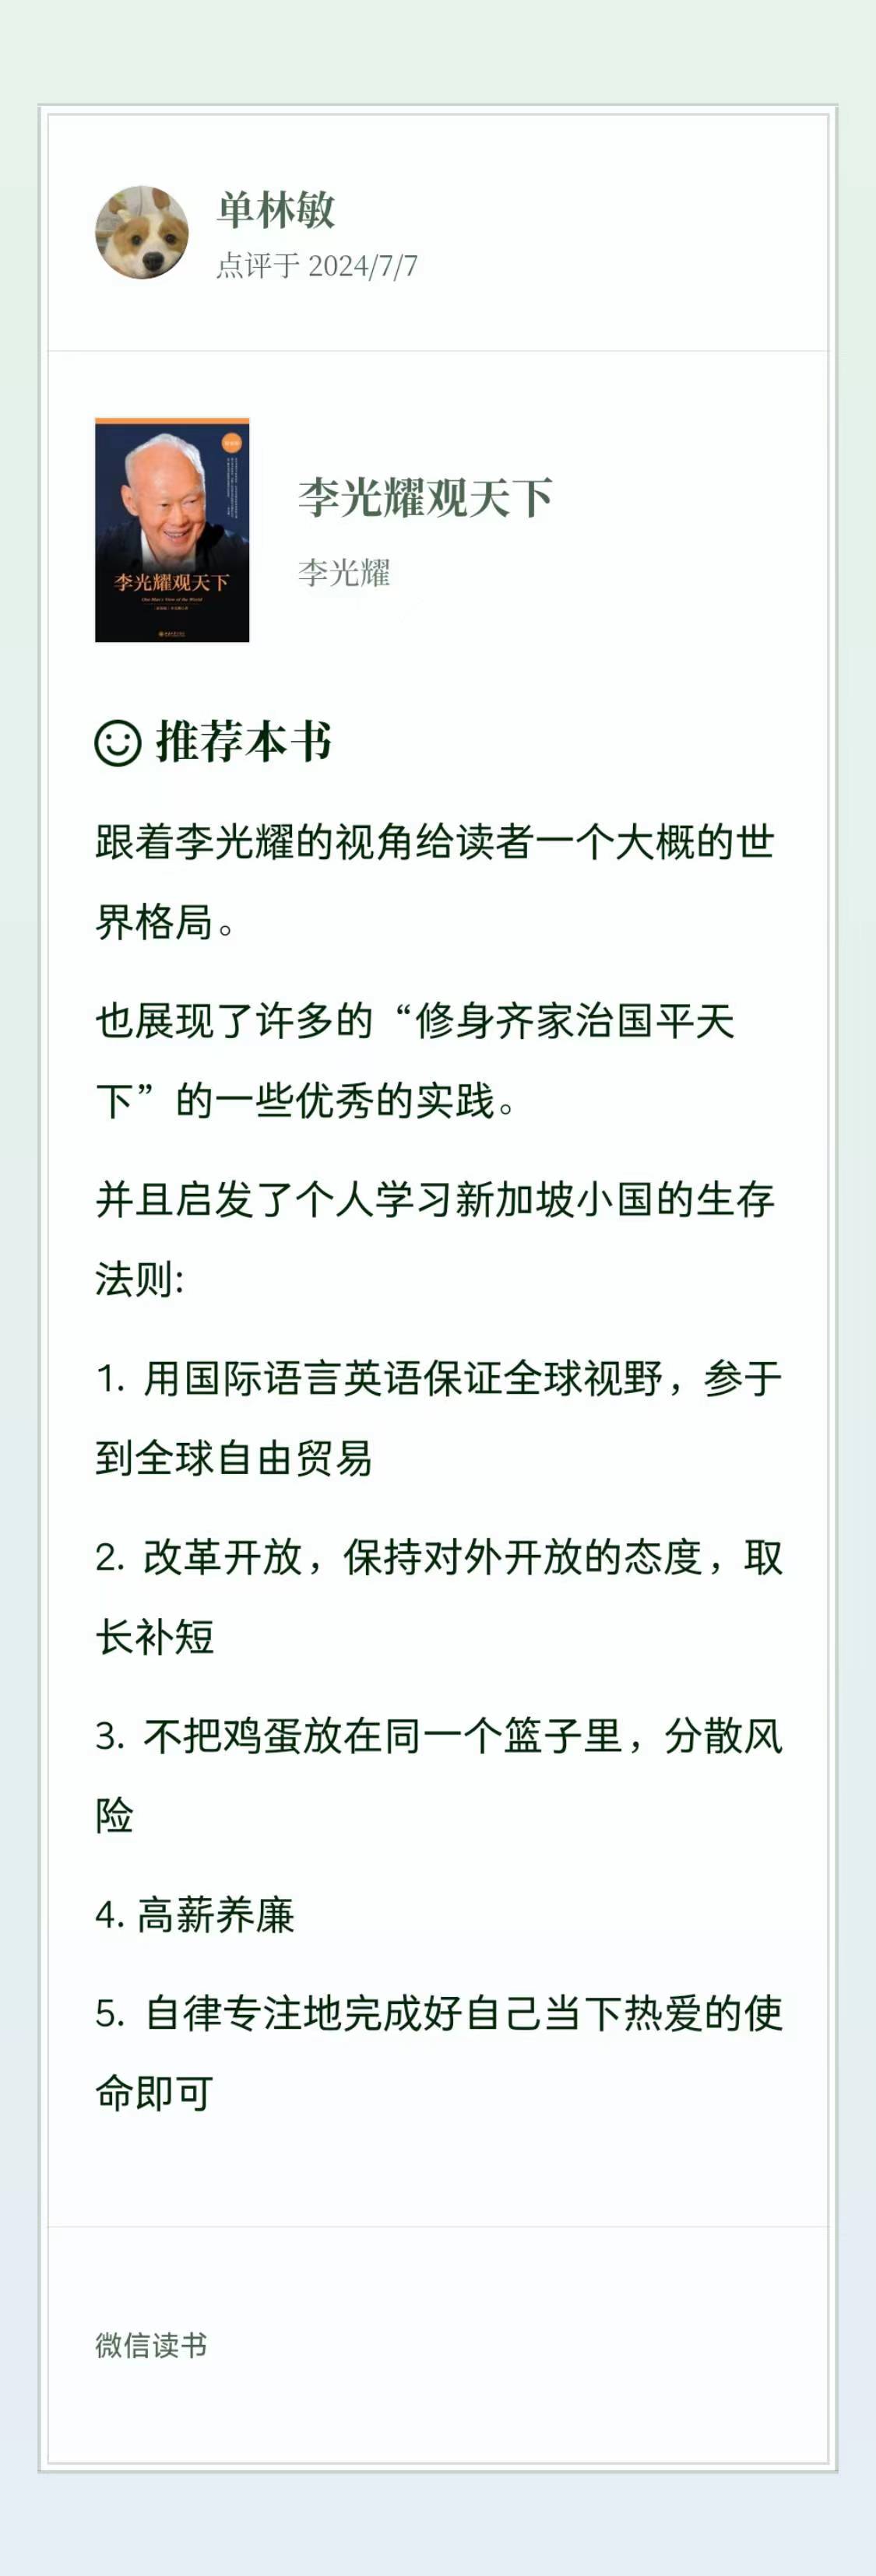 单林敏
点评于 2024/7/7
李光耀观天下
One Man's View of the World
李光耀观天下
李光耀
推荐本书
跟着李光耀的视角给读者一个大概的世
界格局。
也展现了许多的“修身齐家治国平天
下”的一些优秀的实践。
并且启发了个人学习新加坡小国的生存
法则:
1. 用国际语言英语保证全球视野，参于
到全球自由贸易
2. 改革开放，保持对外开放的态度，取
长补短
3. 不把鸡蛋放在同一个篮子里，分散风
险
4. 高薪养廉
5. 自律专注地完成好自己当下热爱的使
命即可
微信读书